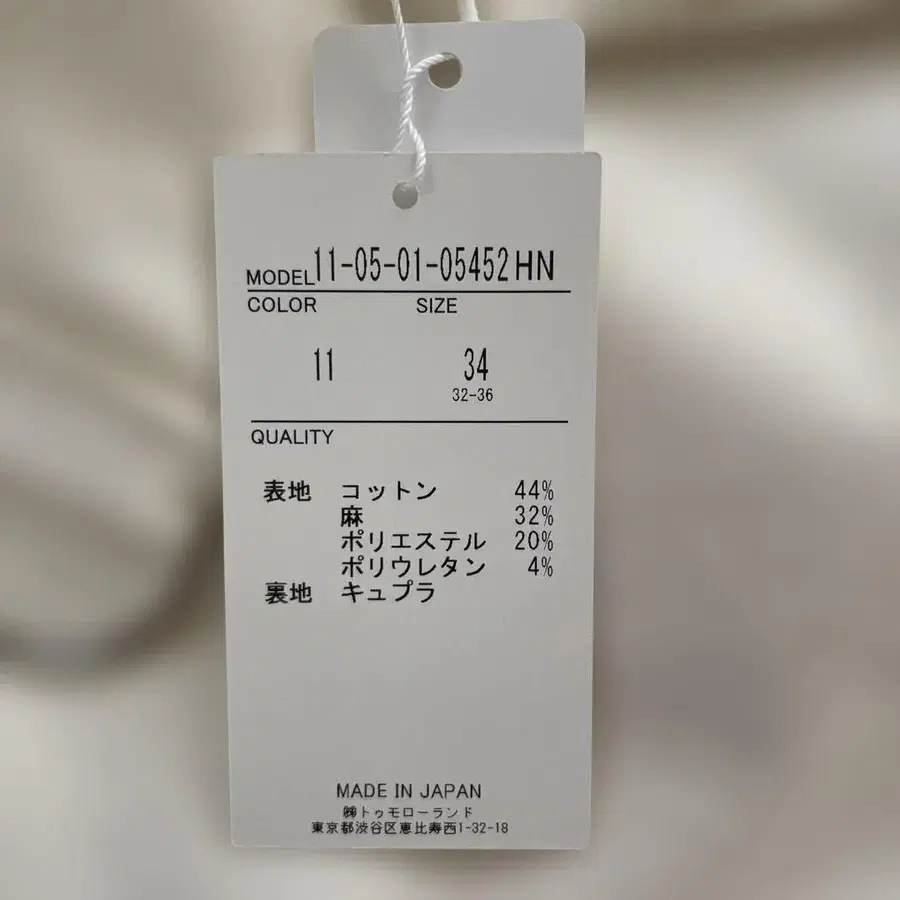 MODEL 11-05-01-05452 HN
COLOR SIZE
11 34
32-36
QUALITY
表地 コットン 44%
麻 32%
ポリエステル 20%
ポリウレタン 4%
裏地 キュプラ
MADE IN JAPAN
㈱トゥモローランド
東京都渋谷区恵比寿西1-32-18